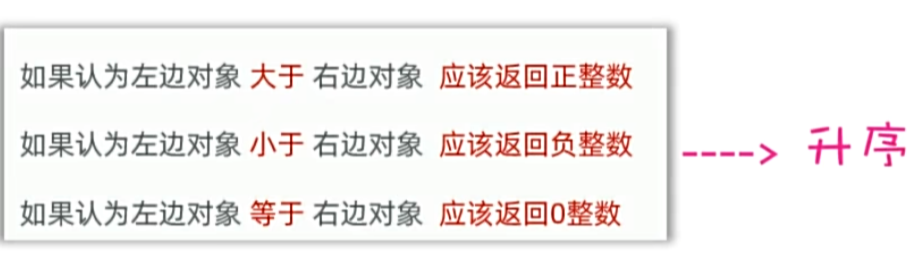 如果认为左边对象 大于 右边对象 应该返回正整数
如果认为左边对象 小于 右边对象 应该返回负整数
----> 升序
如果认为左边对象 等于 右边对象 应该返回0整数